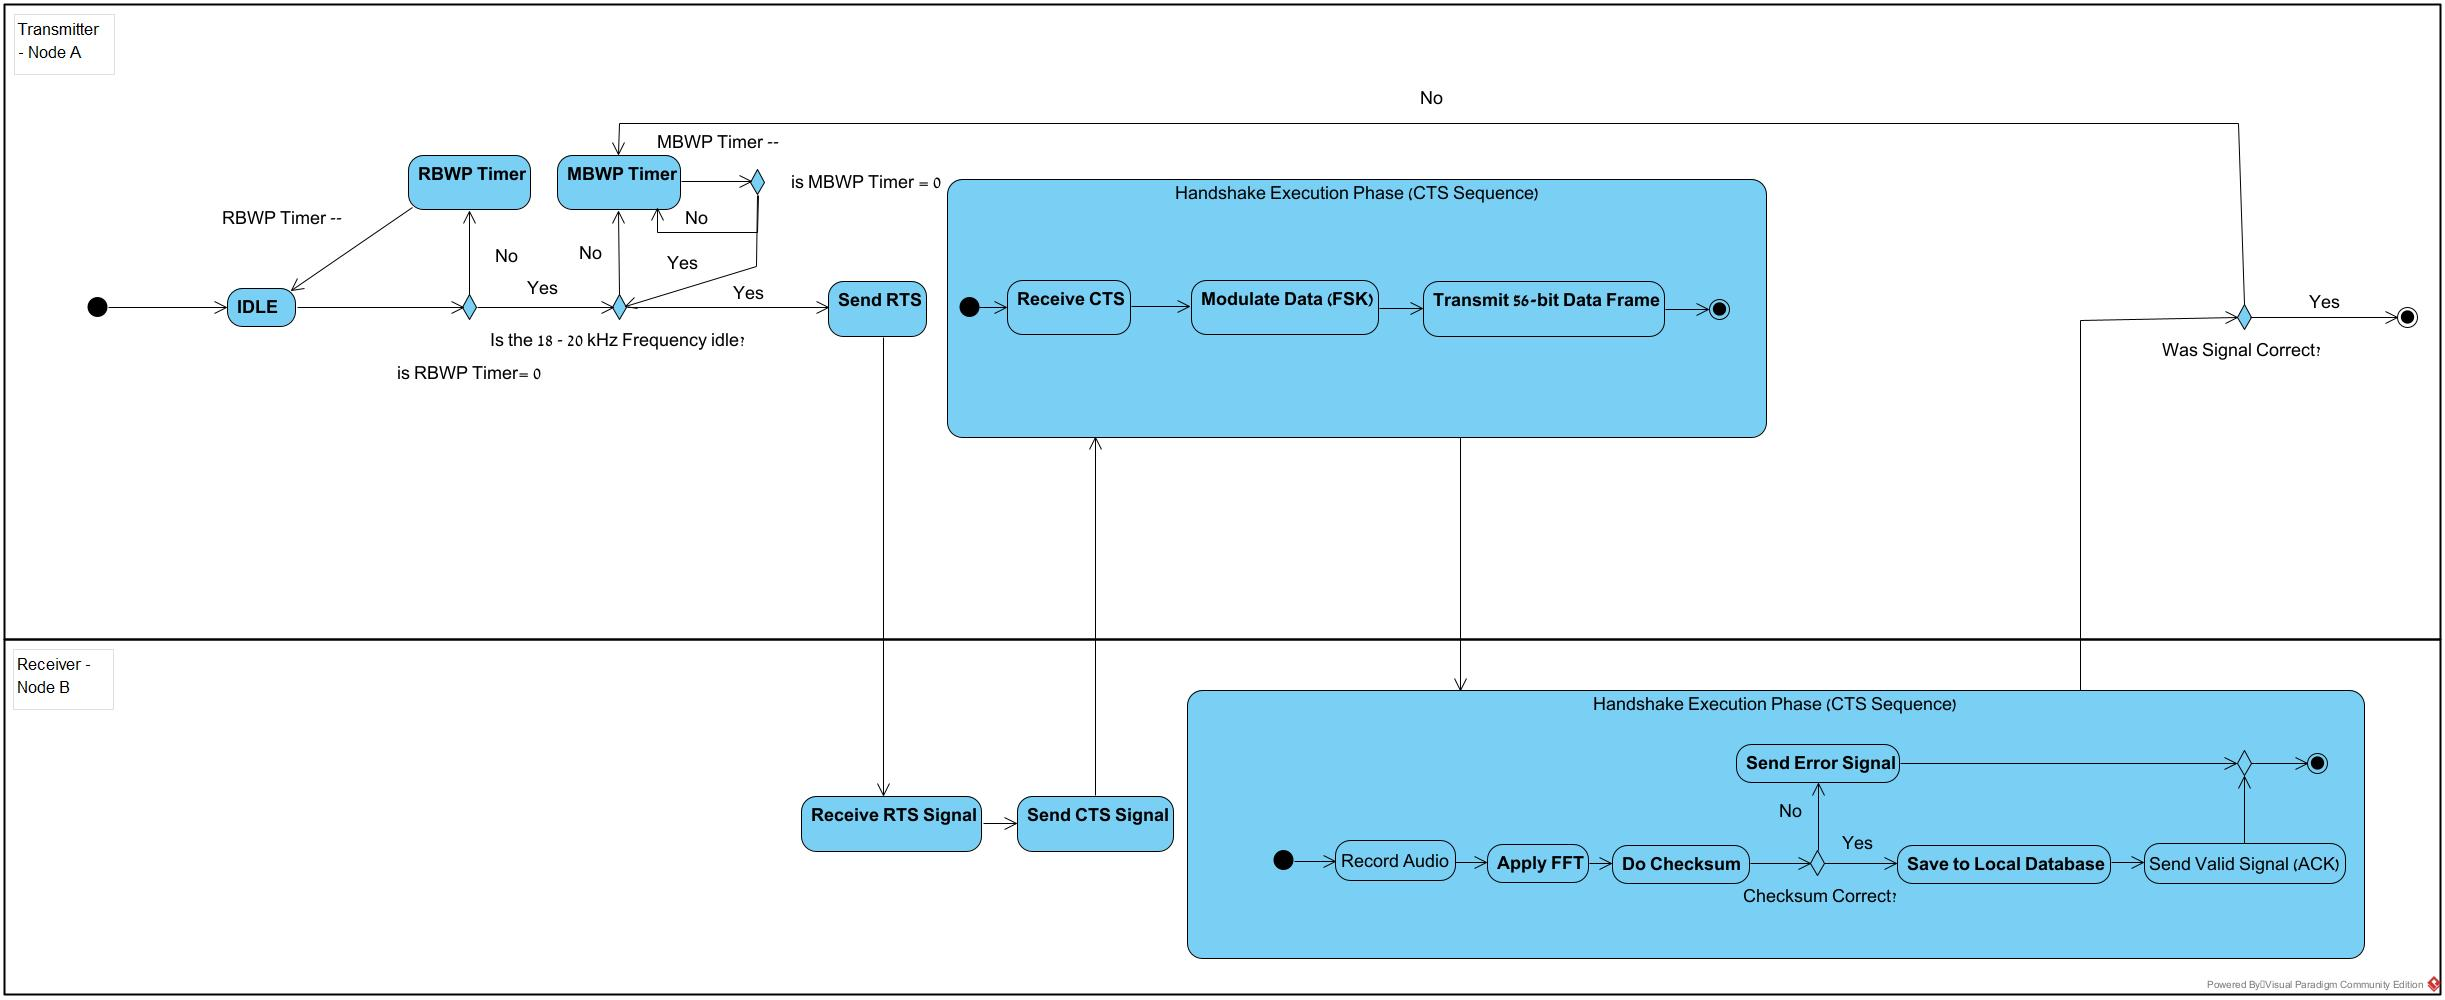 Transmitter
- Node A
No
MBWP Timer --
RBWP Timer
MBWP Timer
is MBWP Timer = 0
Handshake Execution Phase (CTS Sequence)
RBWP Timer --
No
No
No
Yes
Yes
Yes
IDLE
Send RTS
Receive CTS
Modulate Data (FSK)
Transmit 56-bit Data Frame
Yes
Is the 18 - 20 kHz Frequency idle?
Was Signal Correct?
is RBWP Timer= 0
Receiver -
Node B
Handshake Execution Phase (CTS Sequence)
Send Error Signal
No
Receive RTS Signal
Send CTS Signal
Yes
Record Audio
Apply FFT
Do Checksum
Save to Local Database
Send Valid Signal (ACK)
Checksum Correct?
Powered By Visual Paradigm Community Edition